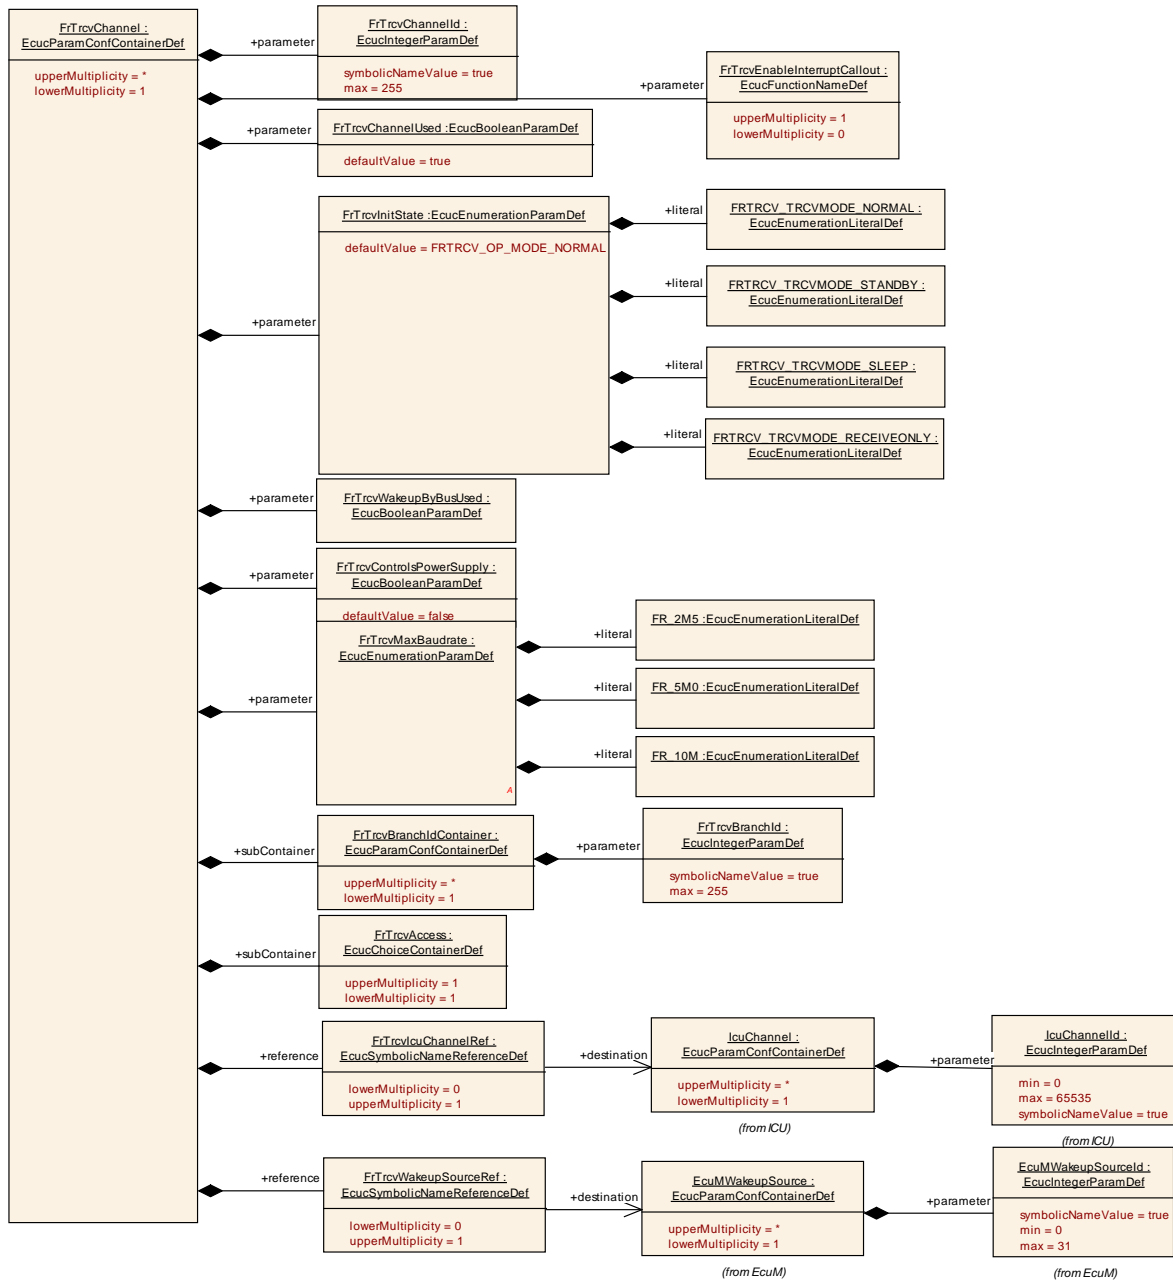 FrTrcvChannel :
EcucParamConfContainerDef
upperMultiplicity = *
lowerMultiplicity = 1
+parameter
FrTrcvChannelId :
EcucIntegerParamDef
symbolicNameValue = true
max = 255
+parameter
FrTrcvEnableInterruptCallout :
EcucFunctionNameDef
upperMultiplicity = 1
lowerMultiplicity = 0
+parameter
FrTrcvChannelUsed :EcucBooleanParamDef
defaultValue = true
+parameter
FrTrcvInitState :EcucEnumerationParamDef
defaultValue = FRTRCV_OP_MODE_NORMAL
+literal
FRTRCV_TRCVMODE_NORMAL :
EcucEnumerationLiteralDef
+literal
FRTRCV_TRCVMODE_STANDBY :
EcucEnumerationLiteralDef
+literal
FRTRCV_TRCVMODE_SLEEP :
EcucEnumerationLiteralDef
+literal
FRTRCV_TRCVMODE_RECEIVEONLY :
EcucEnumerationLiteralDef
+parameter
FrTrcvWakeupByBusUsed :
EcucBooleanParamDef
+parameter
FrTrcvControlsPowerSupply :
EcucBooleanParamDef
defaultValue = false
+parameter
FrTrcvMaxBaudrate :
EcucEnumerationParamDef
A
+literal
FR_2M5 :EcucEnumerationLiteralDef
+literal
FR_5M0 :EcucEnumerationLiteralDef
+literal
FR_10M :EcucEnumerationLiteralDef
+subContainer
FrTrcvBranchIdContainer :
EcucParamConfContainerDef
upperMultiplicity = *
lowerMultiplicity = 1
+parameter
FrTrcvBranchId :
EcucIntegerParamDef
symbolicNameValue = true
max = 255
+subContainer
FrTrcvAccess :
EcucChoiceContainerDef
upperMultiplicity = 1
lowerMultiplicity = 1
+reference
FrTrcvIcuChannelRef :
EcucSymbolicNameReferenceDef
lowerMultiplicity = 0
upperMultiplicity = 1
+destination
IcuChannel :
EcucParamConfContainerDef
upperMultiplicity = *
lowerMultiplicity = 1
(from ICU)
+parameter
IcuChannelId :
EcucIntegerParamDef
min = 0
max = 65535
symbolicNameValue = true
(from ICU)
+reference
FrTrcvWakeupSourceRef :
EcucSymbolicNameReferenceDef
lowerMultiplicity = 0
upperMultiplicity = 1
+destination
EcuMWakeupSource :
EcucParamConfContainerDef
upperMultiplicity = *
lowerMultiplicity = 1
(from EcuM)
+parameter
EcuMWakeupSourceId :
EcucIntegerParamDef
symbolicNameValue = true
min = 0
max = 31
(from EcuM)